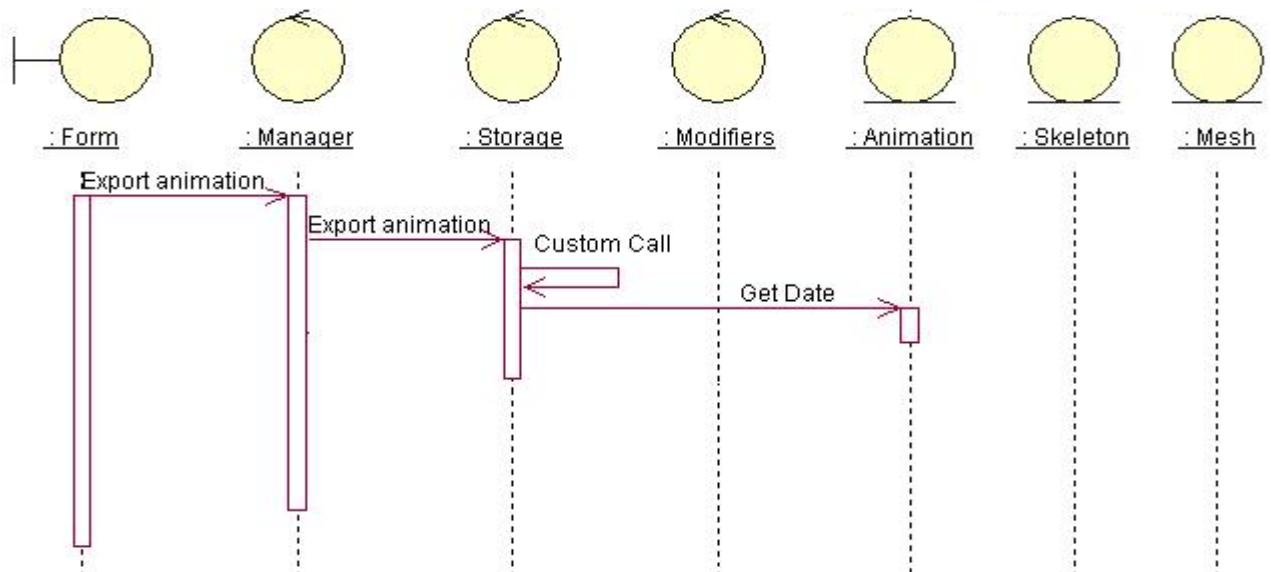 : Form
: Manager
: Storage
: Modifiers
: Animation
: Skeleton
: Mesh
Export animation
Export animation
Custom Call
Get Date